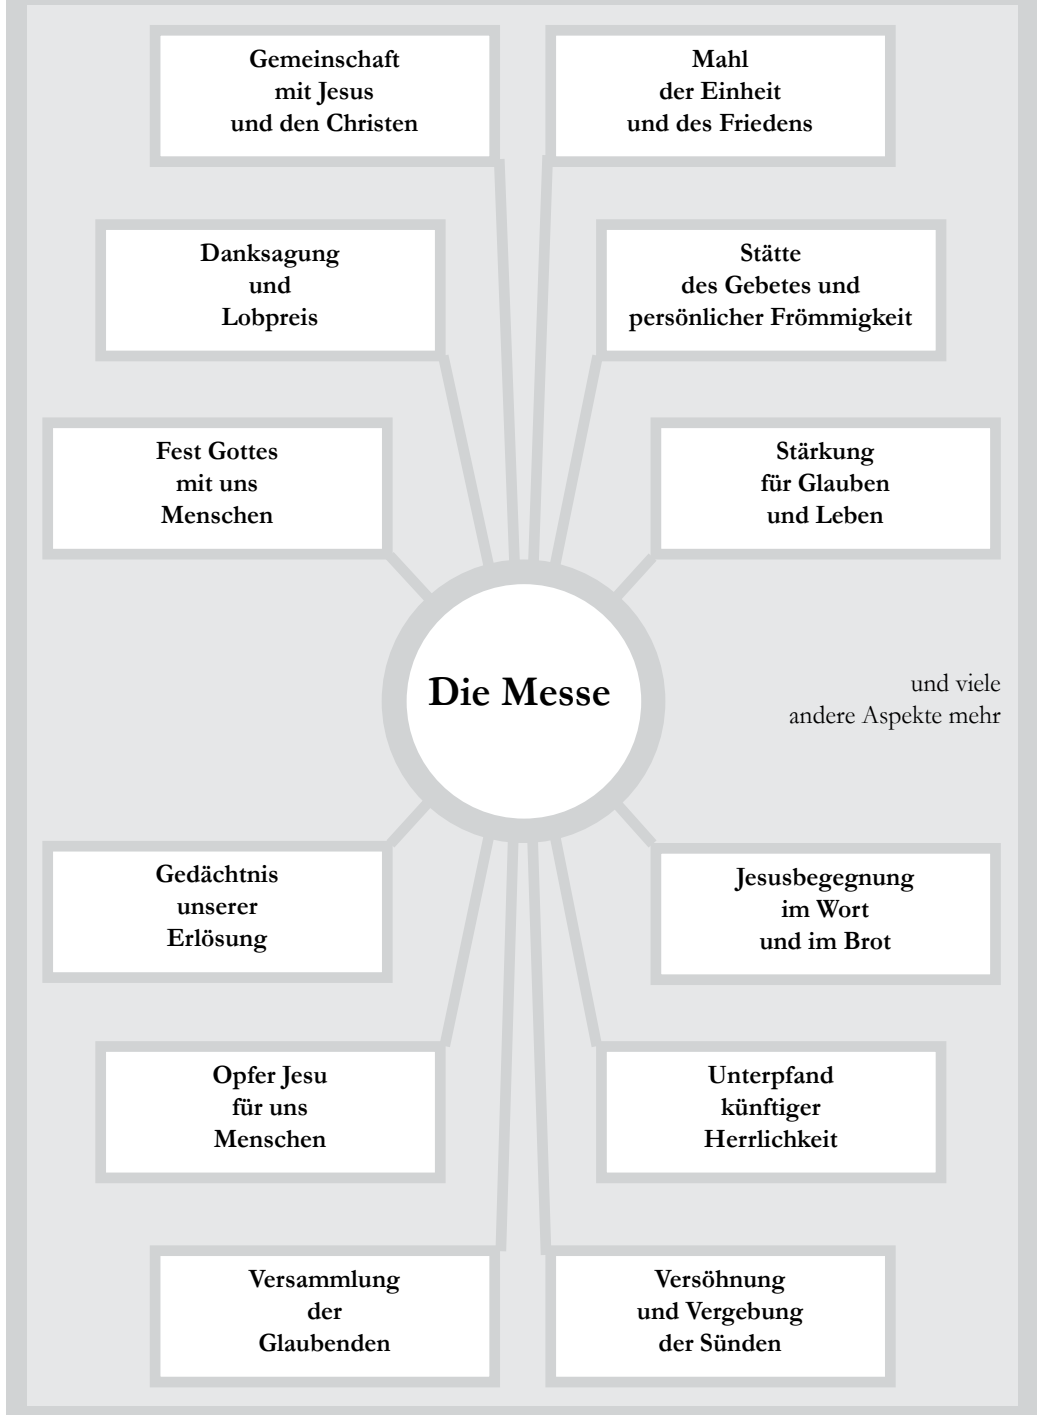 Gemeinschaft
mit Jesus
und den Christen
Mahl
der Einheit
und des Friedens
Danksagung
und
Lobpreis
Stätte
des Gebetes und
persönlicher Frömmigkeit
Fest Gottes
mit uns
Menschen
Stärkung
für Glauben
und Leben
Die Messe
und viele
andere Aspekte mehr
Gedächtnis
unserer
Erlösung
Jesusbegegnung
im Wort
und im Brot
Opfer Jesu
für uns
Menschen
Unterpfand
künftiger
Herrlichkeit
Versammlung
der
Glaubenden
Versöhnung
und Vergebung
der Sünden